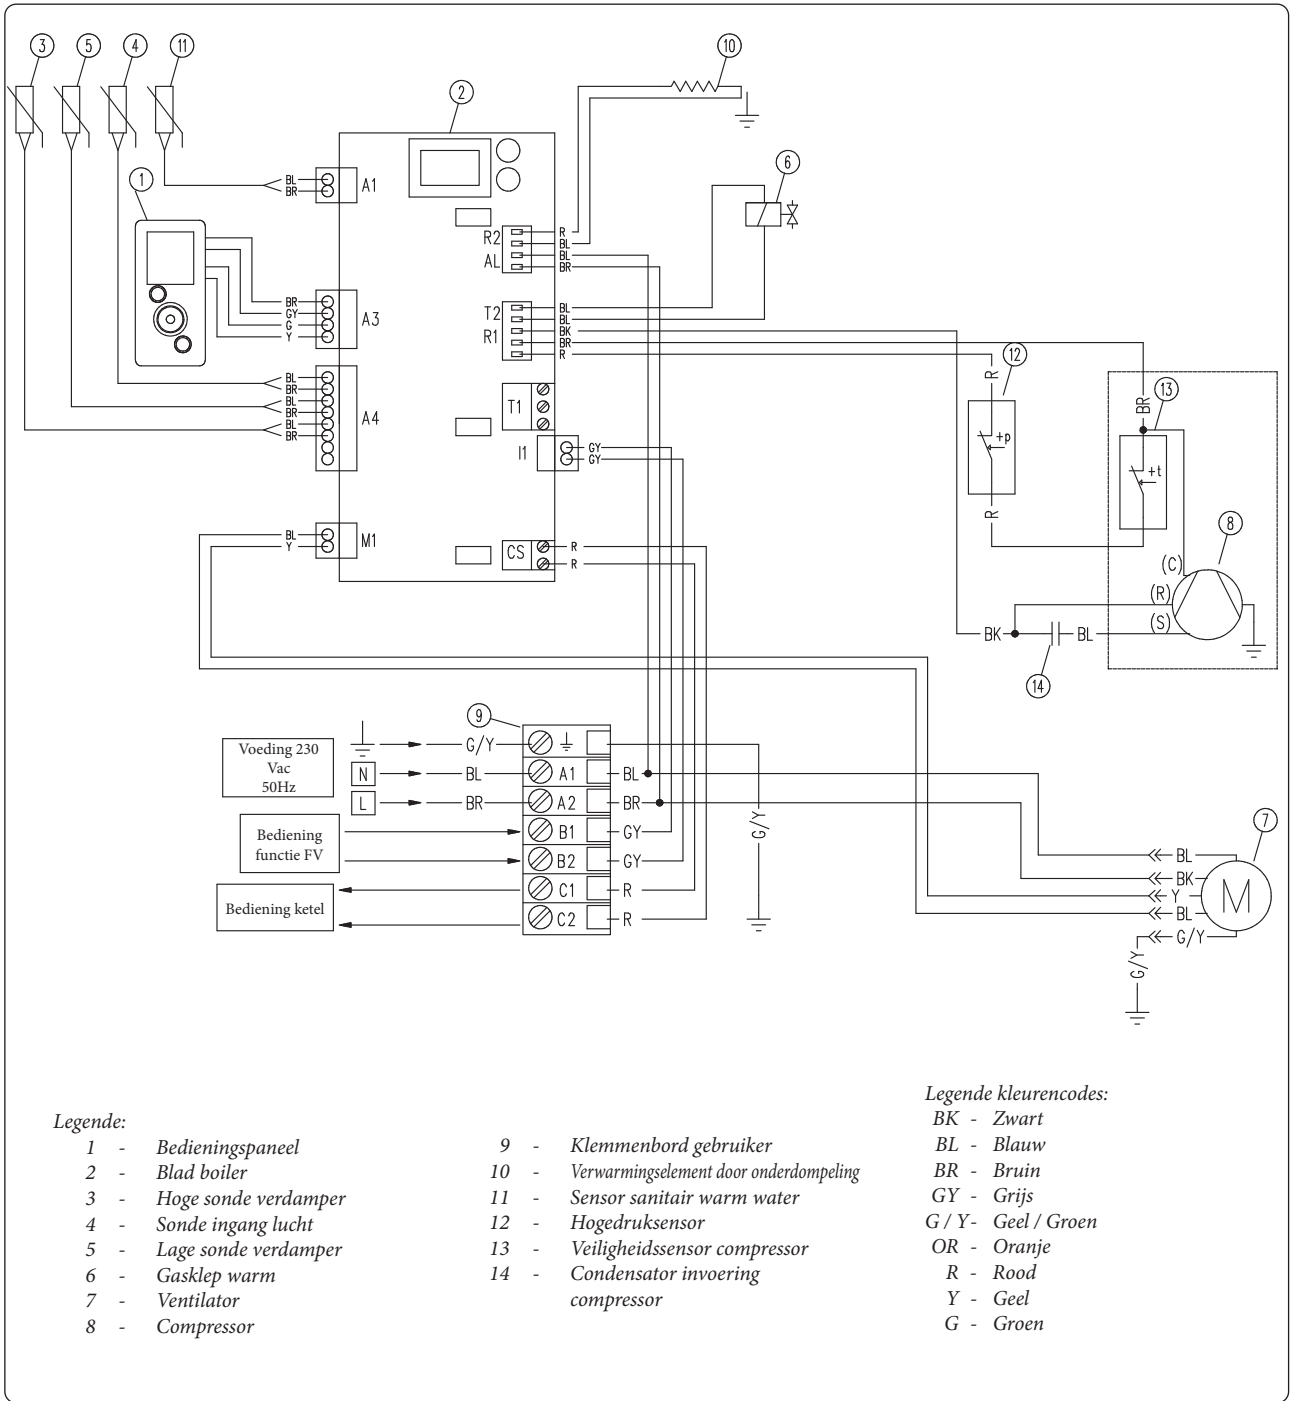 3 5 4 11 10
2
1 6
BL
BR
A1
R2
AL
R
BL
BL
BR
BR
GY
G
Y
A3
T2
R1
BL
BL
BK
BR
R
12
13
BL
BR
BL
BR
BL
BR
A4
T1
I1
GY
GY
R
+p
R
BR
+t
8
BL
Y
M1
CS
R
R
(C)
(R)
(S)
BK
BL
14
9
Voeding 230
Vac
50Hz
G/Y
N
BL
A1
BL
L
BR
A2
BR
Bediening
functie FV
B1
GY
B2
GY
G/Y
Bediening ketel
C1
R
C2
R
7
BL
BK
Y
BL
G/Y
M
G/Y
Legende:
1 - Bedieningspaneel
2 - Blad boiler
3 - Hoge sonde verdamper
4 - Sonde ingang lucht
5 - Lage sonde verdamper
6 - Gasklep warm
7 - Ventilator
8 - Compressor
9 - Klemmenbord gebruiker
10 - Verwarmingselement door onderdompeling
11 - Sensor sanitair warm water
12 - Hogedruksensor
13 - Veiligheidssensor compressor
14 - Condensator invoering
compressor
Legende kleurencodes:
BK - Zwart
BL - Blauw
BR - Bruin
GY - Grijs
G / Y - Geel / Groen
OR - Oranje
R - Rood
Y - Geel
G - Groen